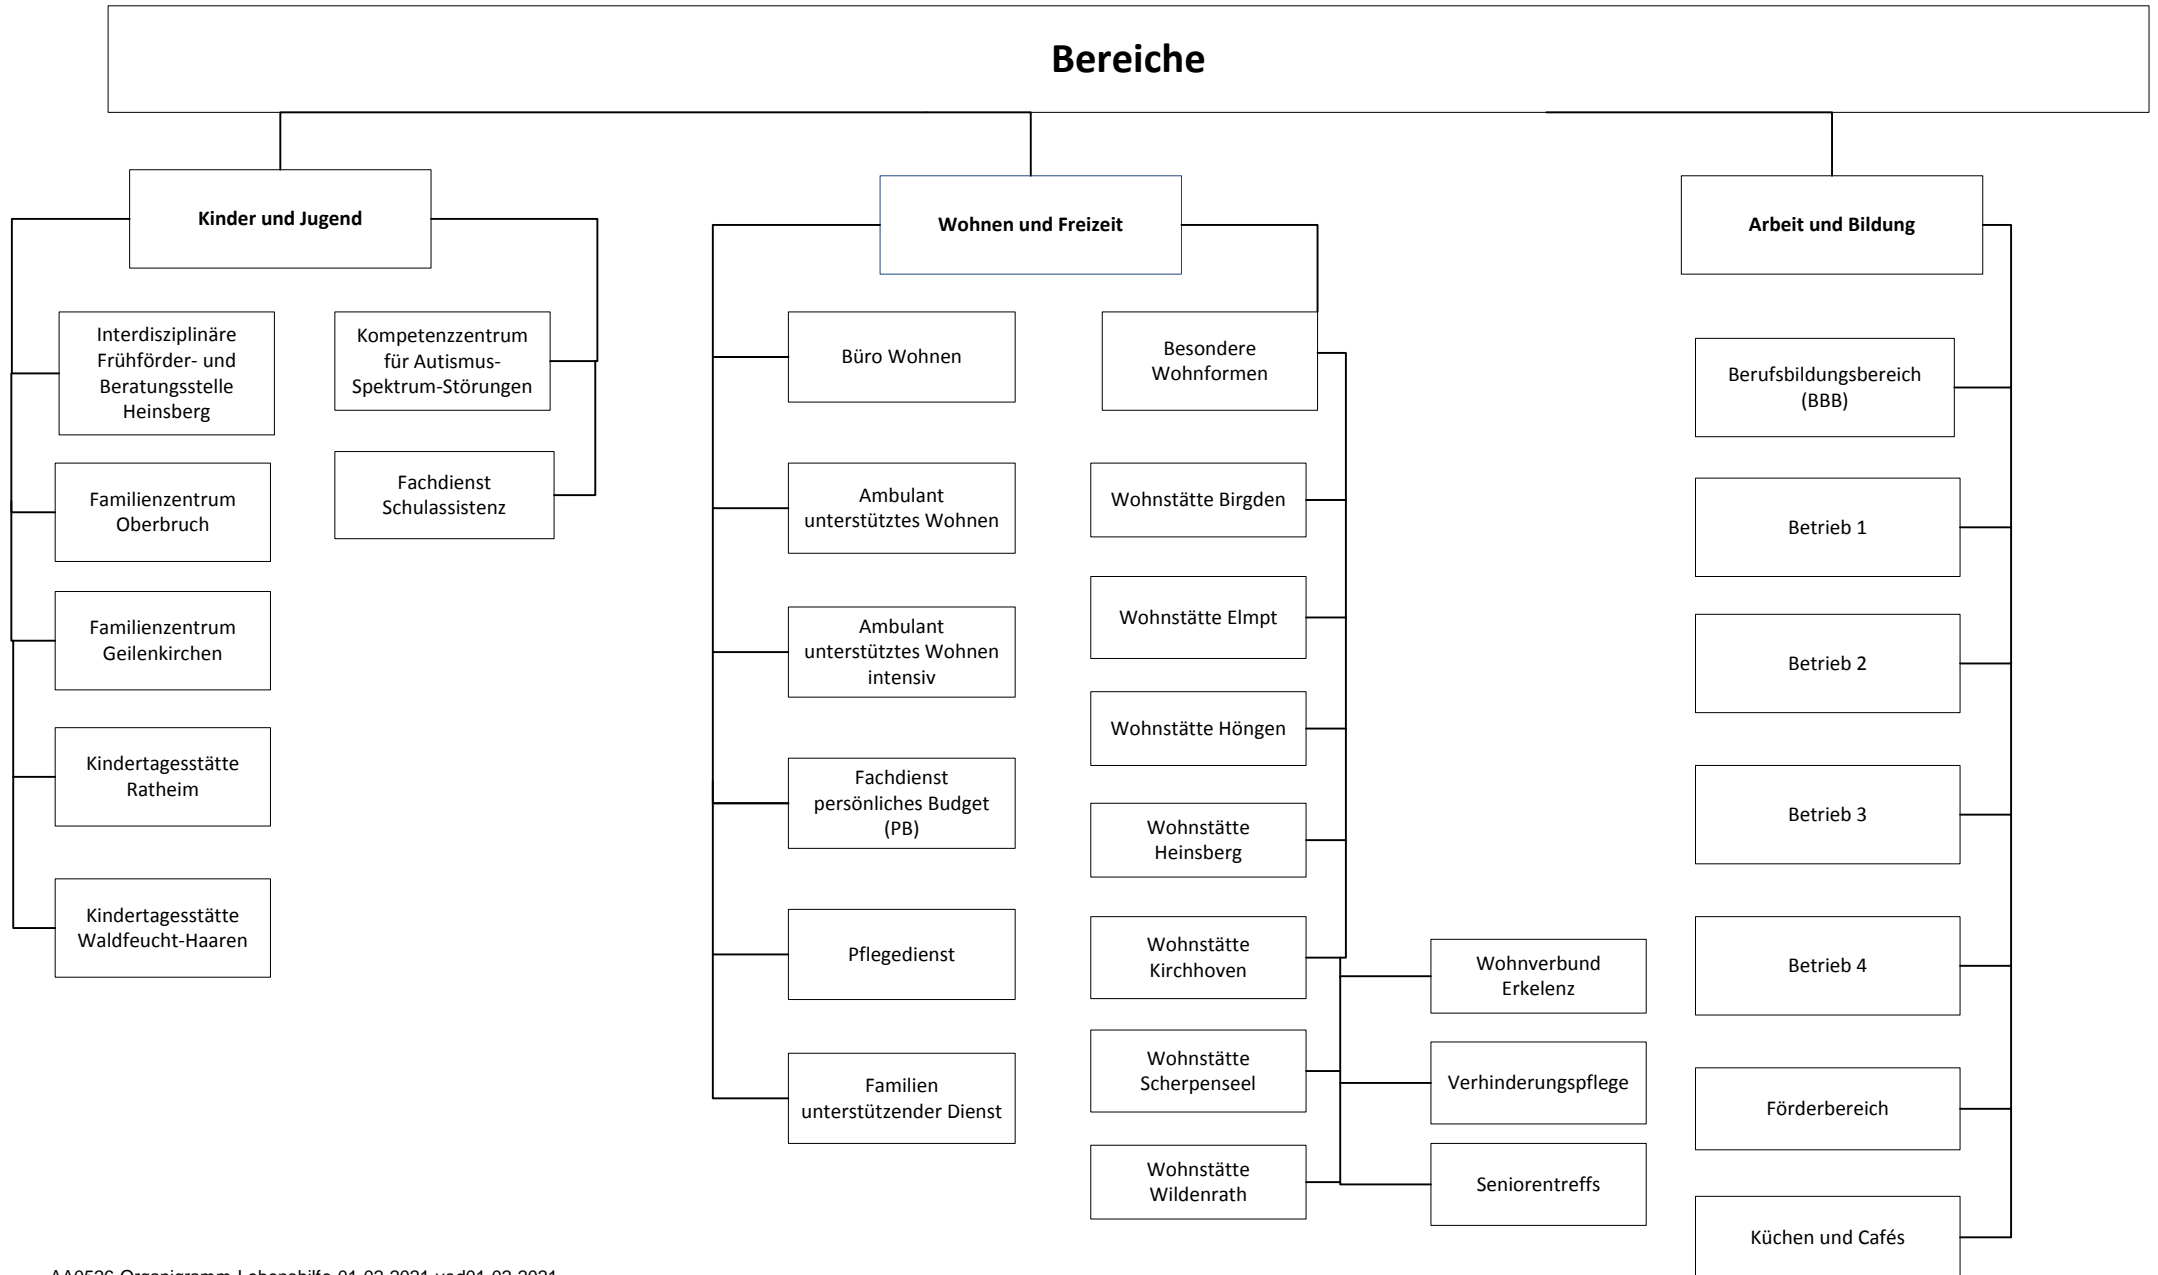 Bereiche
Kinder und Jugend
Interdisziplinäre
Frühförder- und
Beratungsstelle
Heinsberg
Familienzentrum
Oberbruch
Familienzentrum
Geilenkirchen
Kindertagesstätte
Ratheim
Kindertagesstätte
Waldfeucht-Haaren
Kompetenzzentrum
für Autismus-
Spektrum-Störungen
Fachdienst
Schulassistenz
Wohnen und Freizeit
Büro Wohnen
Ambulant
unterstütztes Wohnen
Ambulant
unterstütztes Wohnen
intensiv
Fachdienst
persönliches Budget
(PB)
Pflegedienst
Familien
unterstützender Dienst
Besondere
Wohnformen
Wohnstätte Birgden
Wohnstätte Elmpt
Wohnstätte Höngen
Wohnstätte
Heinsberg
Wohnstätte
Kirchhoven
Wohnstätte
Scherpenseel
Wohnstätte
Wildenrath
Wohnverbund
Erkelenz
Verhinderungspflege
Seniorentreffs
Arbeit und Bildung
Berufsbildungsbereich
(BBB)
Betrieb 1
Betrieb 2
Betrieb 3
Betrieb 4
Förderbereich
Küchen und Cafés